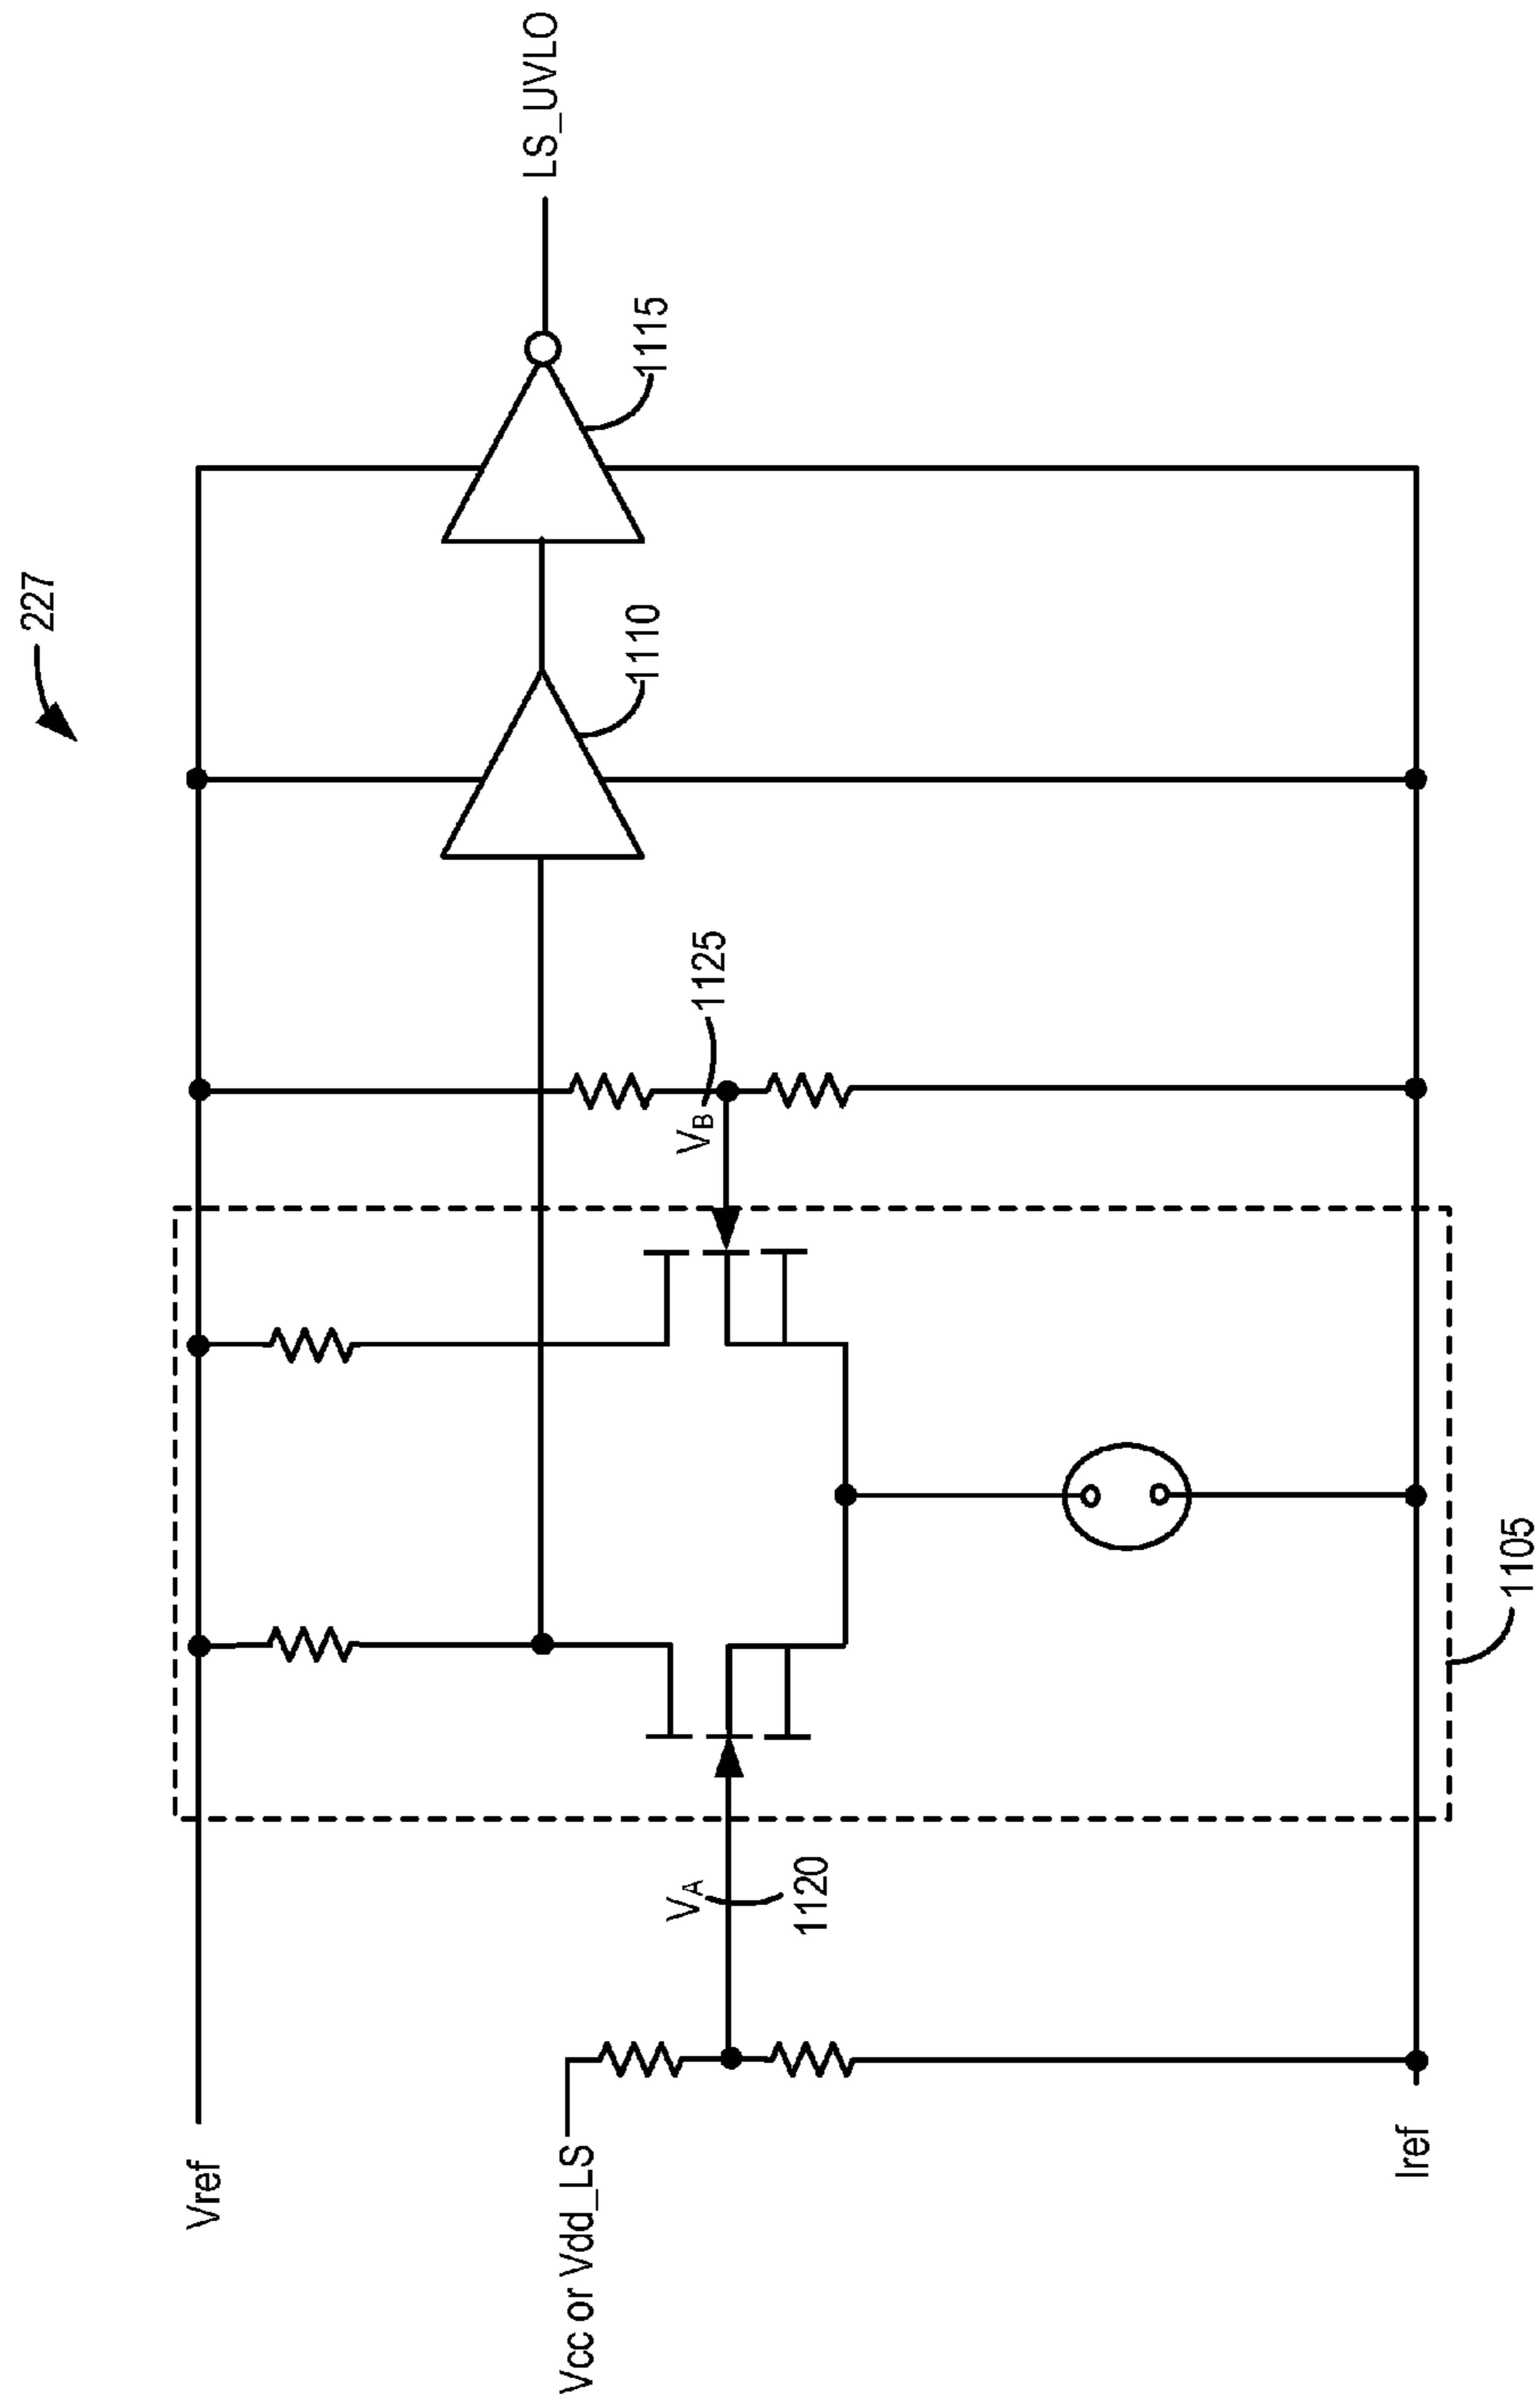 227
Vref
Vcc or Vdd_LS
Iref
VA
1120
1105
VB
1125
1110
1115
LS_UVLO